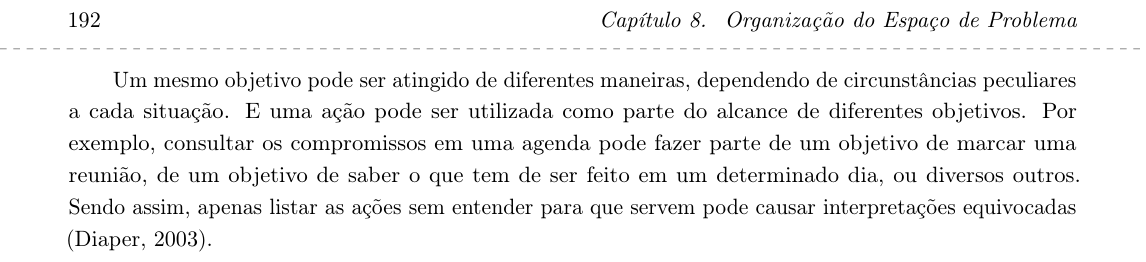 192 Capítulo 8. Organização do Espaço de Problema
Um mesmo objetivo pode ser atingido de diferentes maneiras, dependendo de circunstâncias peculiares
a cada situação. E uma ação pode ser utilizada como parte do alcance de diferentes objetivos. Por
exemplo, consultar os compromissos em uma agenda pode fazer parte de um objetivo de marcar uma
reunião, de um objetivo de saber o que tem de ser feito em um determinado dia, ou diversos outros.
Sendo assim, apenas listar as ações sem entender para que servem pode causar interpretações equivocadas
(Diaper, 2003).